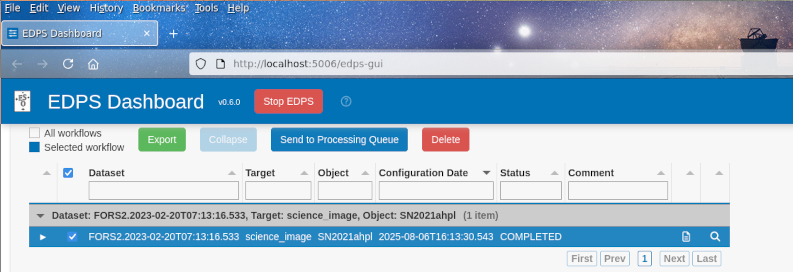 File Edit View History Bookmarks Tools Help
EDPS Dashboard × +
http://localhost:5006/edps-gui
EDPS Dashboard v0.6.0 Stop EDPS ?
All workflows
Selected workflow
Export Collapse Send to Processing Queue Delete
Dataset Target Object Configuration Date Status Comment
Dataset: FORS2.2023-02-20T07:13:16.533, Target: science_image, Object: SN2021ahpl (1 item)
FORS2.2023-02-20T07:13:16.533 science_image SN2021ahpl 2025-08-06T16:13:30.543 COMPLETED
First Prev 1 Next Last